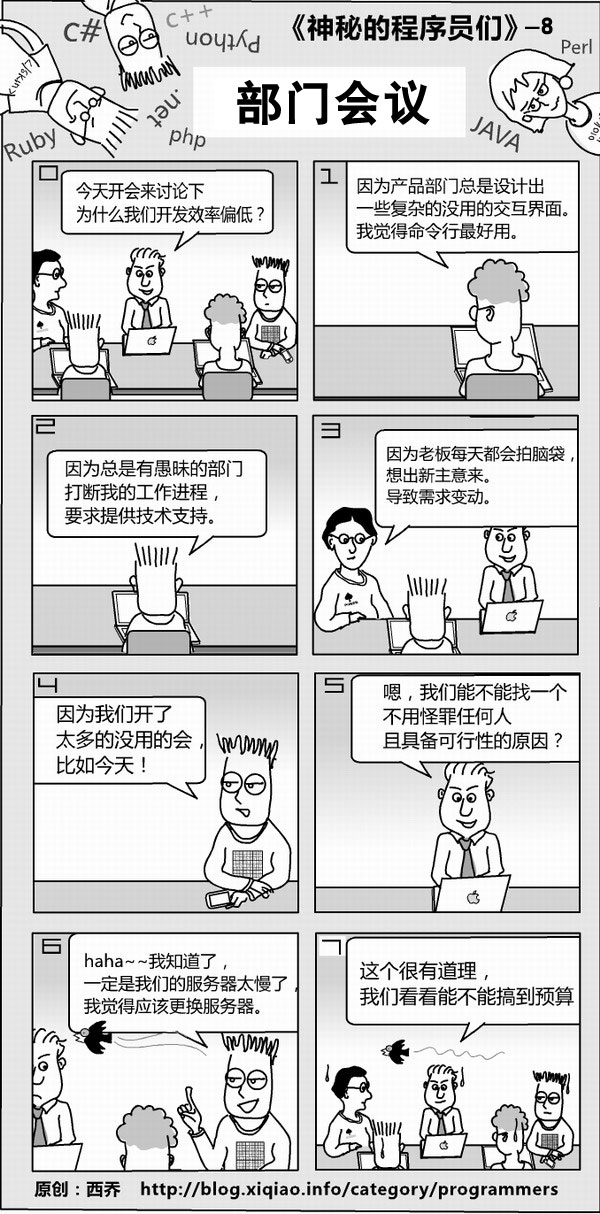 《神秘的程序员们》—8
C#
C++
Python
.net
Ruby
php
Perl
JAVA
部门会议
0
今天开会来讨论下
为什么我们开发效率偏低？
1
因为产品部门总是设计出
一些复杂的没用的交互界面。
我觉得命令行最好用。
2
因为总是有愚昧的部门
打断我的工作进程，
要求提供技术支持。
3
因为老板每天都会拍脑袋，
想出新主意来。
导致需求变动。
4
因为我们开了
太多的没用的会，
比如今天！
5
嗯，我们能不能找一个
不用怪罪任何人
且具备可行性的原因？
6
haha~~我知道了，
一定是我们的服务器太慢了，
我觉得应该更换服务器。
7
这个很有道理，
我们看看能不能搞到预算
原创：西乔 http://blog.xiqiao.info/category/programmers